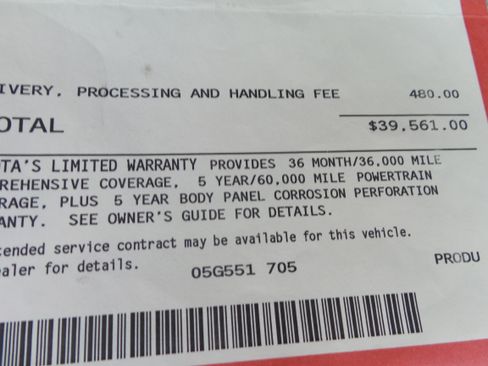 IVERY, PROCESSING AND HANDLING FEE 480.00
OTAL $39,561.00
OTA'S LIMITED WARRANTY PROVIDES 36 MONTH/36,000 MILE
REHENSIVE COVERAGE, 5 YEAR/60,000 MILE POWERTRAIN
RAGE, PLUS 5 YEAR BODY PANEL CORROSION PERFORATION
ANTY. SEE OWNER'S GUIDE FOR DETAILS.
tended service contract may be available for this vehicle.
ealer for details. 05G551 705 PRODU